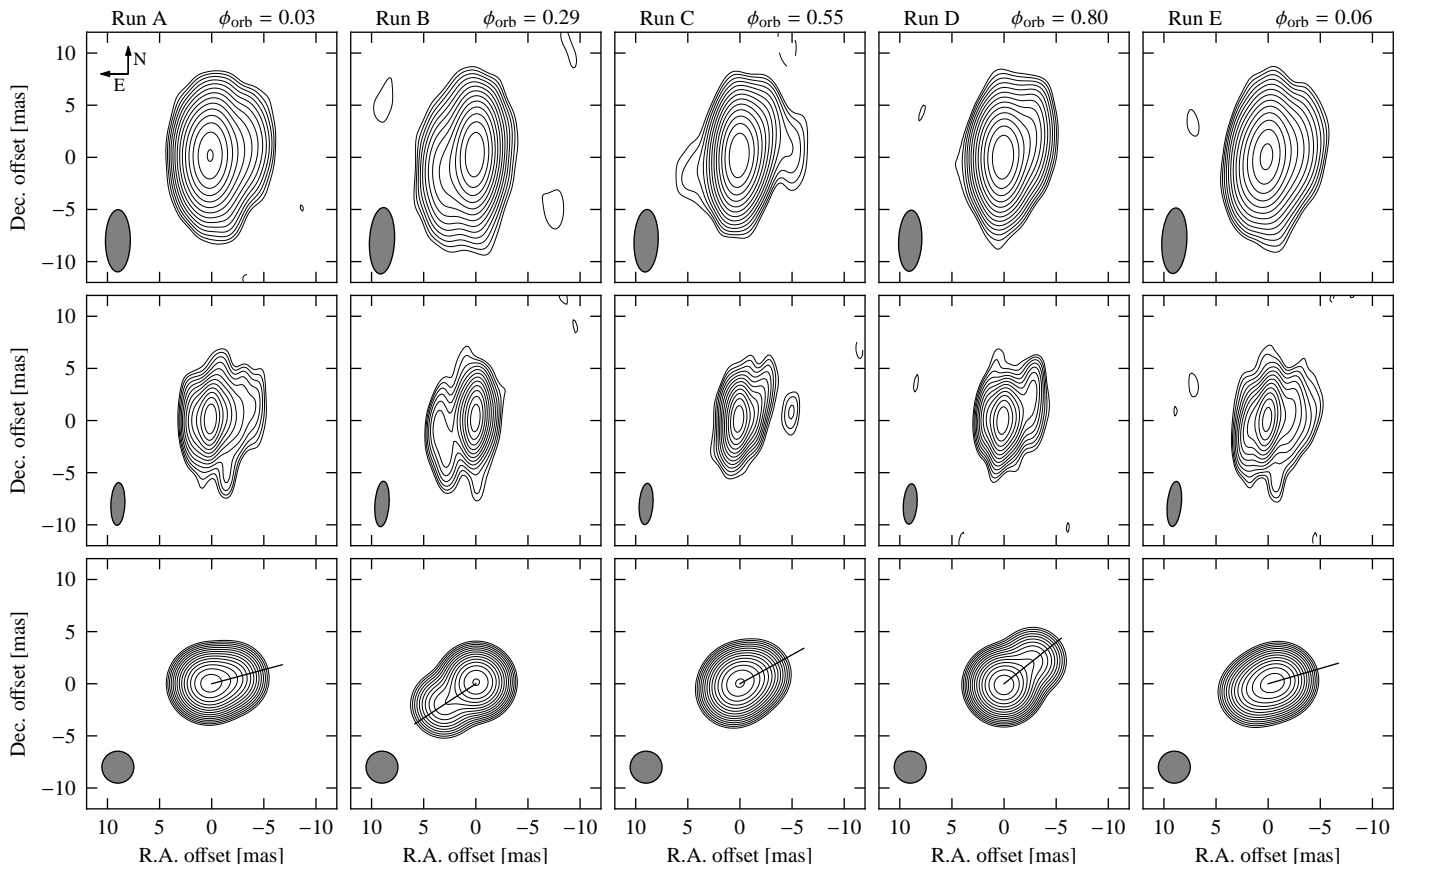 Run A ϕorb = 0.03 Run B ϕorb = 0.29 Run C ϕorb = 0.55 Run D ϕorb = 0.80 Run E ϕorb = 0.06
10
N
E
5
0
−5
−10
Dec. offset [mas]
10
5
0
−5
−10
Dec. offset [mas]
10
5
0
−5
−10
Dec. offset [mas]
10 5 0 −5 −10 10 5 0 −5 −10 10 5 0 −5 −10 10 5 0 −5 −10 10 5 0 −5 −10
R.A. offset [mas] R.A. offset [mas] R.A. offset [mas] R.A. offset [mas] R.A. offset [mas]